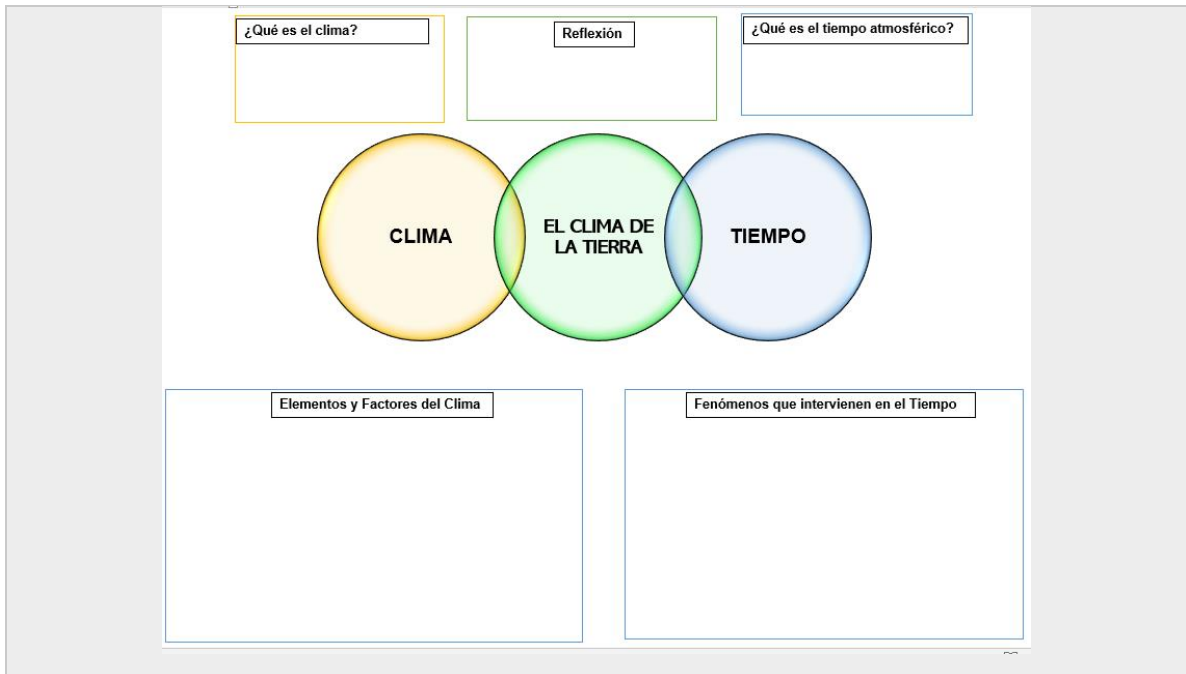 ¿Qué es el clima?
Reflexión
¿Qué es el tiempo atmosférico?
CLIMA
EL CLIMA DE
LA TIERRA
TIEMPO
Elementos y Factores del Clima
Fenómenos que intervienen en el Tiempo